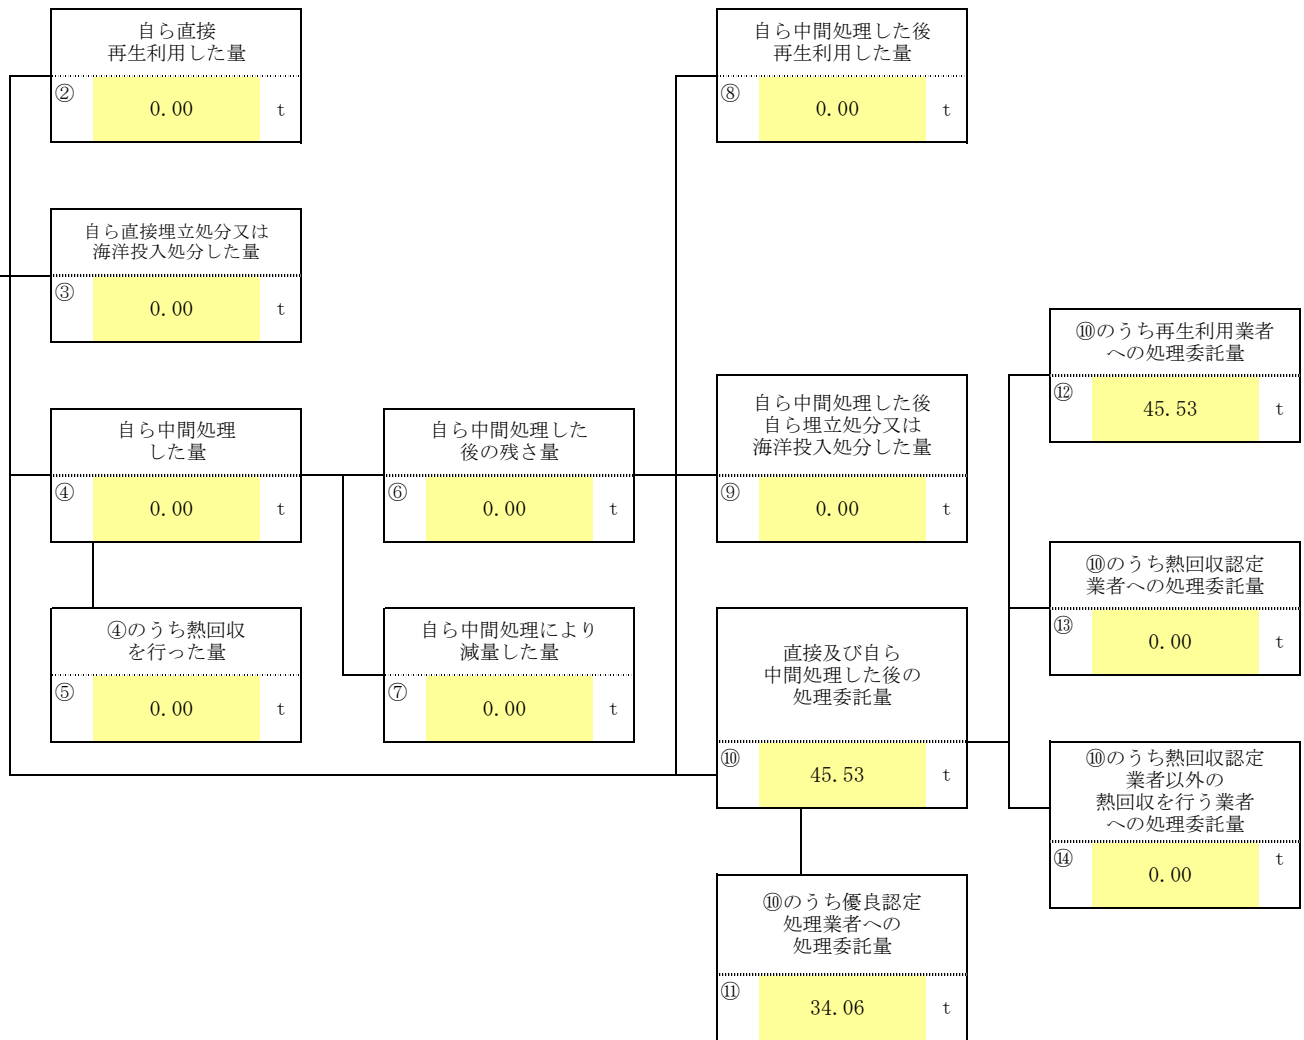 自ら直接
再生利用した量
② 0.00 t
自ら直接埋立処分又は
海洋投入処分した量
③ 0.00 t
自ら中間処理
した量
④ 0.00 t
④のうち熱回収
を行った量
⑤ 0.00 t
自ら中間処理した
後の残さ量
⑥ 0.00 t
自ら中間処理により
減量した量
⑦ 0.00 t
自ら中間処理した後
再生利用した量
⑧ 0.00 t
自ら中間処理した後
自ら埋立処分又は
海洋投入処分した量
⑨ 0.00 t
直接及び自ら
中間処理した後の
処理委託量
⑩ 45.53 t
⑩のうち優良認定
処理業者への
処理委託量
⑪ 34.06 t
⑩のうち再生利用業者
への処理委託量
⑫ 45.53 t
⑩のうち熱回収認定
業者への処理委託量
⑬ 0.00 t
⑩のうち熱回収認定
業者以外の
熱回収を行う業者
への処理委託量
⑭ 0.00 t